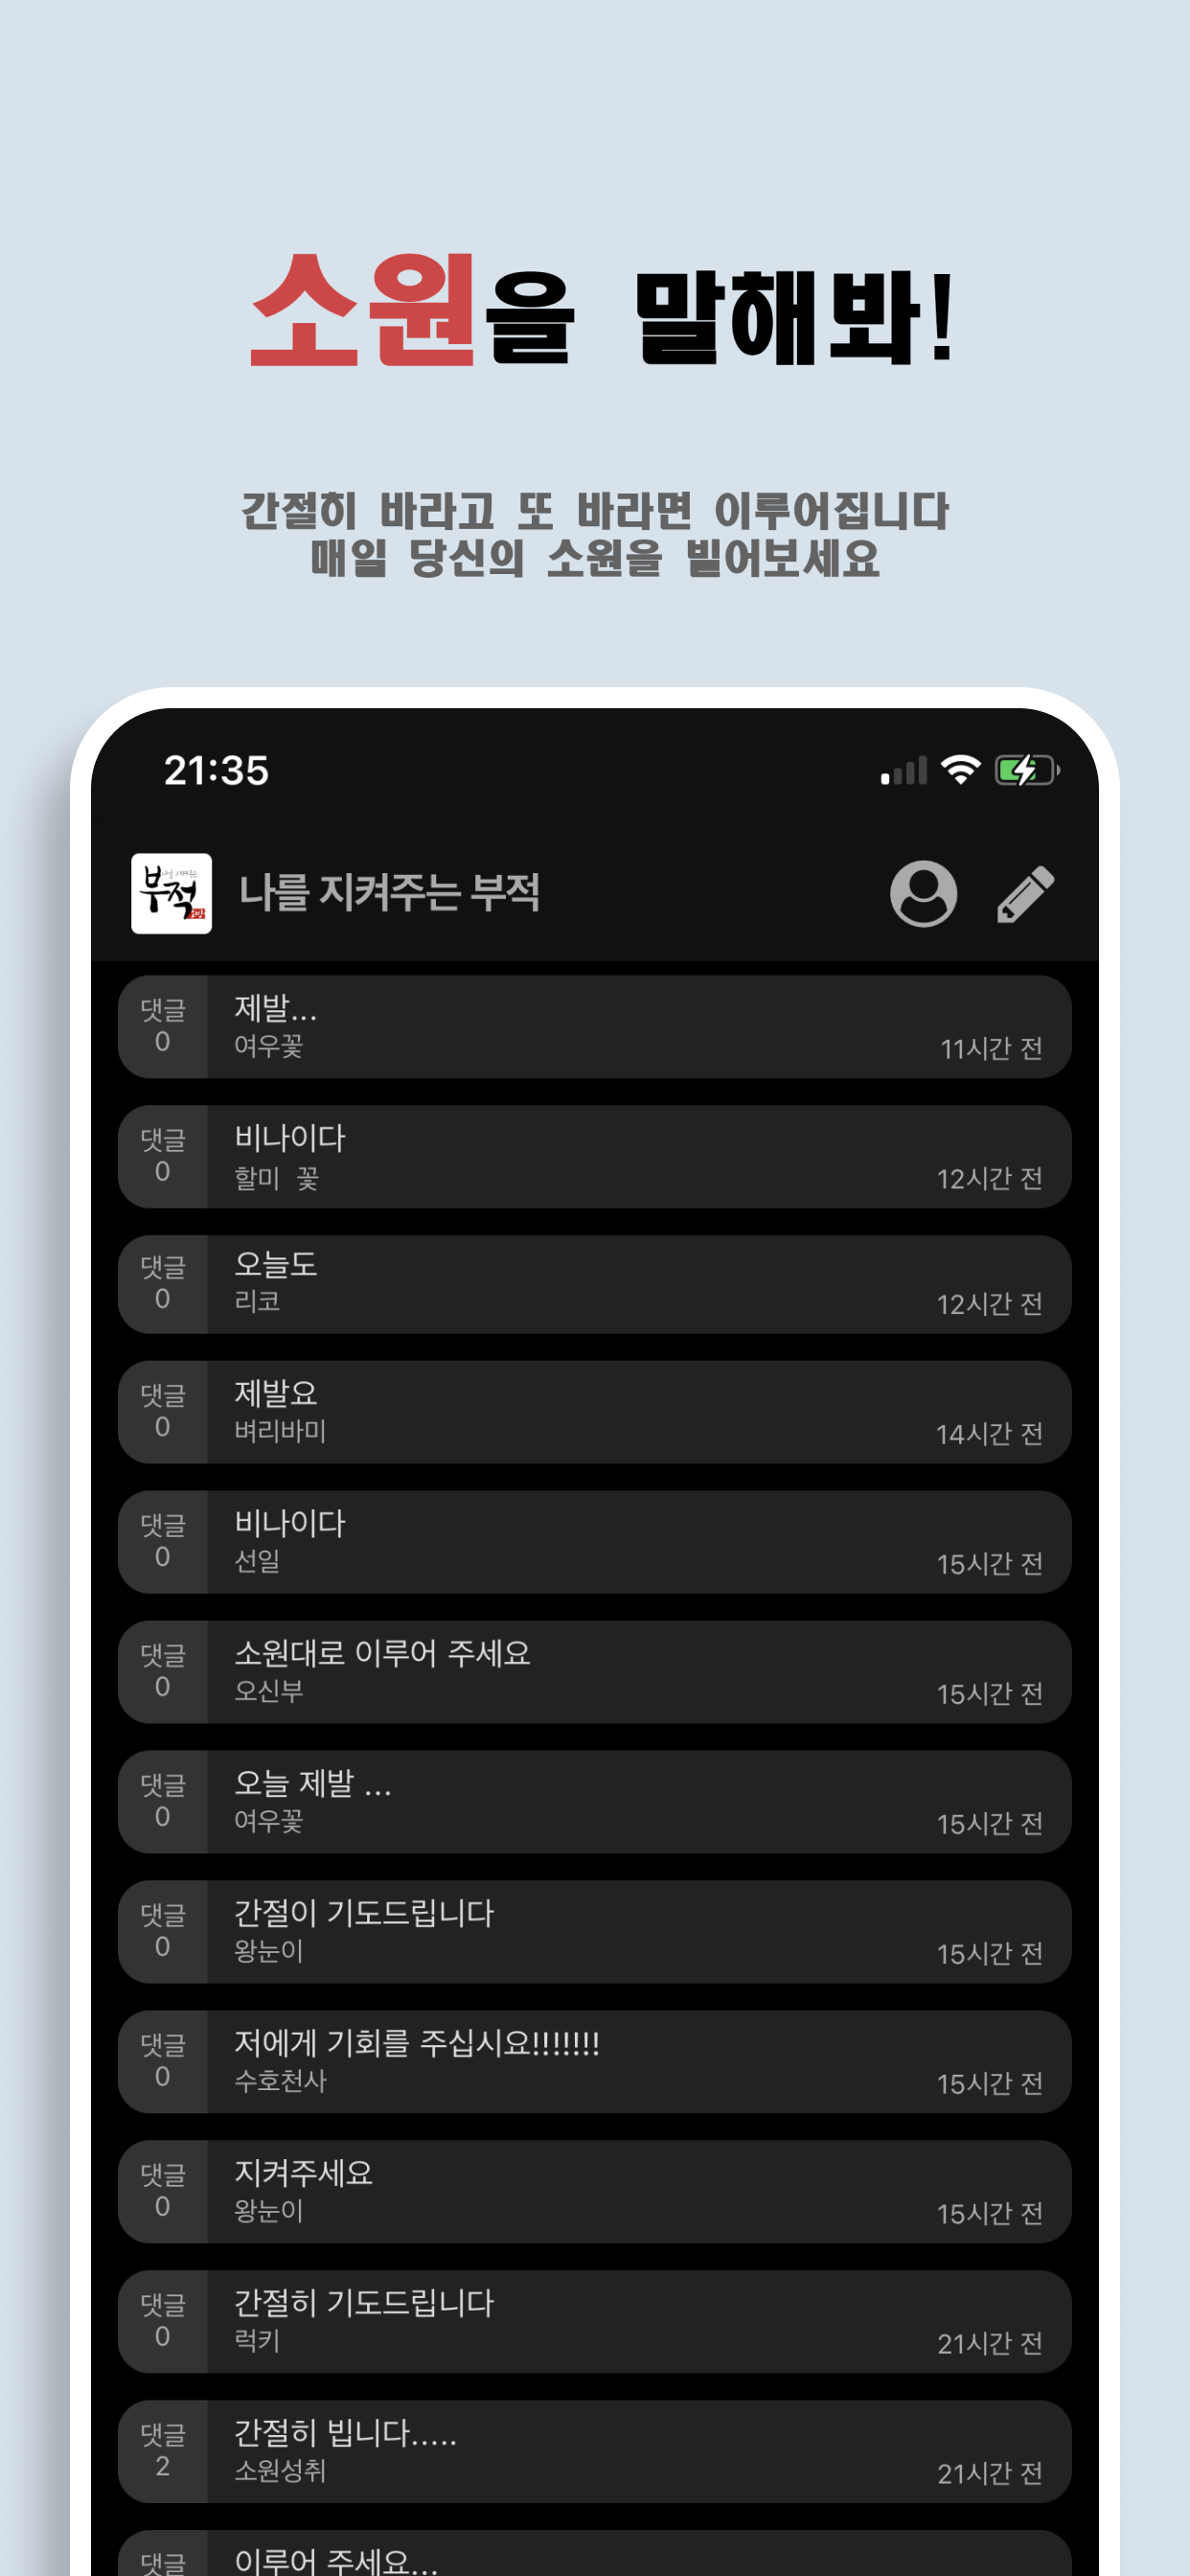 소원을 말해봐!
간절히 바라고 또 바라면 이루어집니다
매일 당신의 소원을 빌어보세요
21:35
부적
나를 지켜주는 부적
댓글
0
제발...
여우꽃
11시간 전
댓글
0
비나이다
할미 꽃
12시간 전
댓글
0
오늘도
리코
12시간 전
댓글
0
제발요
벼리바미
14시간 전
댓글
0
비나이다
선일
15시간 전
댓글
0
소원대로 이루어 주세요
오신부
15시간 전
댓글
0
오늘 제발 ...
여우꽃
15시간 전
댓글
0
간절이 기도드립니다
왕눈이
15시간 전
댓글
0
저에게 기회를 주십시요!!!!!!!
수호천사
15시간 전
댓글
0
지켜주세요
왕눈이
15시간 전
댓글
0
간절히 기도드립니다
럭키
21시간 전
댓글
2
간절히 빕니다.....
소원성취
21시간 전
댓글
이루어 주세요...